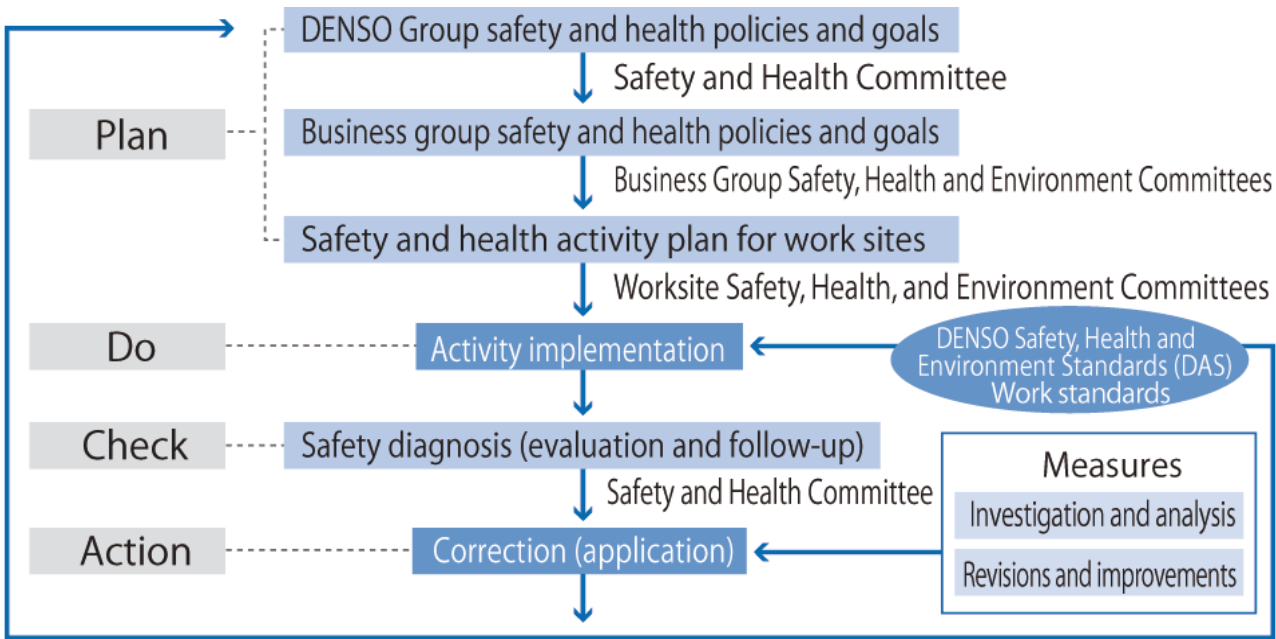 DENSO Group safety and health policies and goals
Safety and Health Committee
Plan
Business group safety and health policies and goals
Business Group Safety, Health and Environment Committees
Safety and health activity plan for work sites
Worksite Safety, Health, and Environment Committees
Do
Activity implementation
DENSO Safety, Health and
Environment Standards (DAS)
Work standards
Check
Safety diagnosis (evaluation and follow-up)
Safety and Health Committee
Measures
Investigation and analysis
Revisions and improvements
Action
Correction (application)